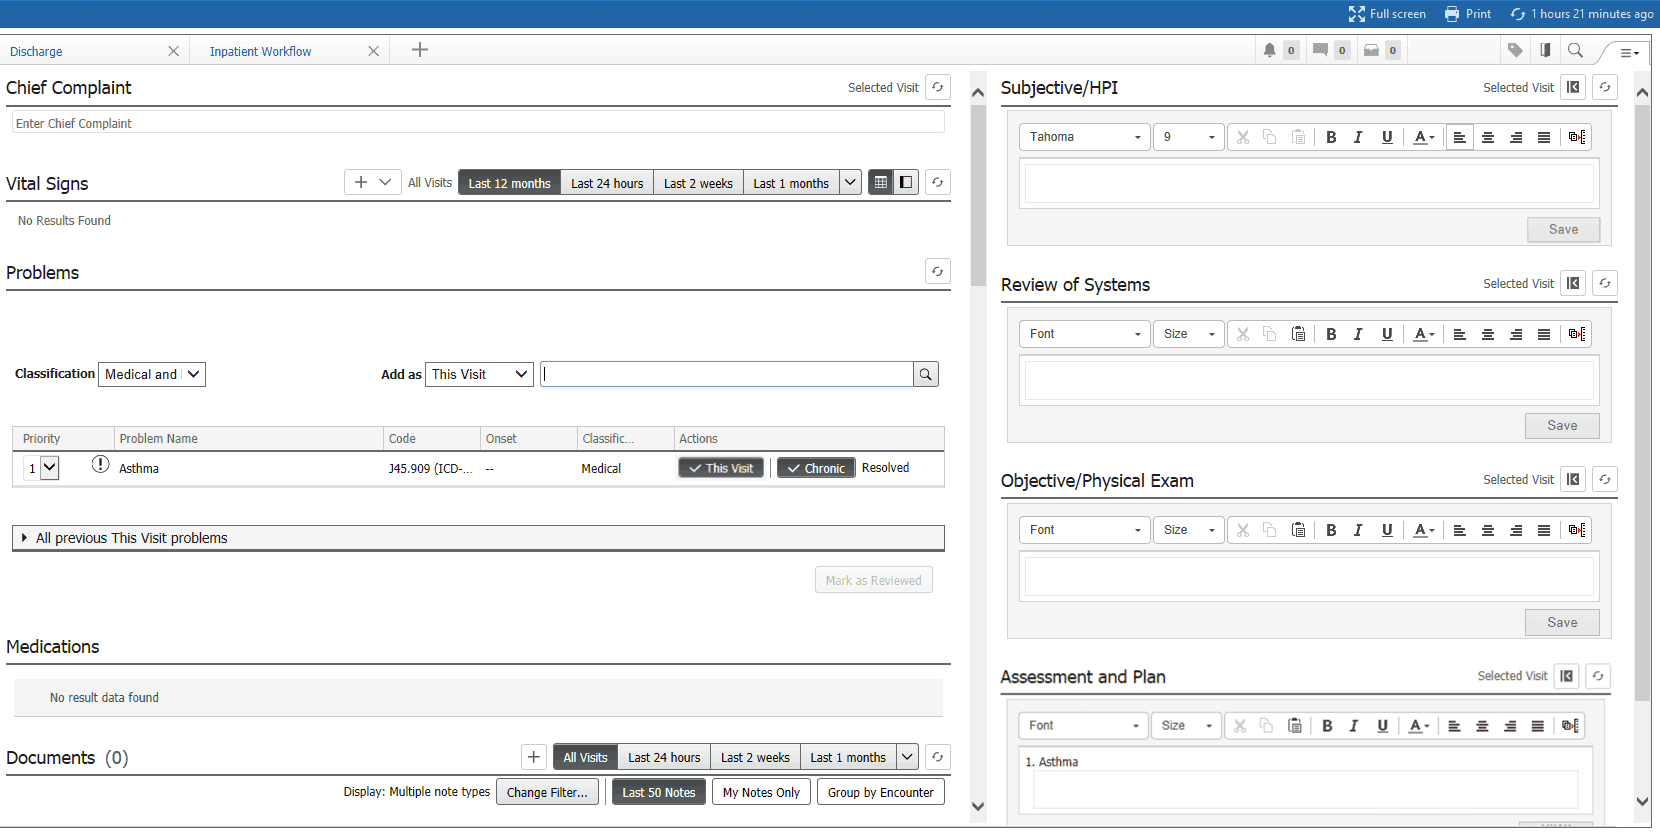 Full screen Print 1 hours 21 minutes ago
Discharge Inpatient Workflow 0 0 0
Chief Complaint Selected Visit
Enter Chief Complaint
Vital Signs All Visits Last 12 months Last 24 hours Last 2 weeks Last 1 months
No Results Found
Problems
Classification Medical and Add as This Visit
Priority Problem Name Code Onset Classific... Actions
1 Asthma J45.909 (ICD-... -- Medical This Visit Chronic Resolved
All previous This Visit problems
Mark as Reviewed
Medications
No result data found
Documents (0) All Visits Last 24 hours Last 2 weeks Last 1 months
Display: Multiple note types Change Filter... Last 50 Notes My Notes Only Group by Encounter
Subjective/HPI Selected Visit
Tahoma 9 B I U A
Save
Review of Systems Selected Visit
Font Size B I U A
Save
Objective/Physical Exam Selected Visit
Font Size B I U A
Save
Assessment and Plan Selected Visit
Font Size B I U A
1. Asthma